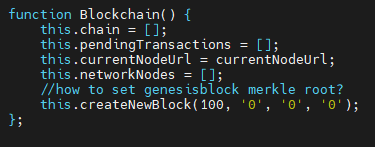 function Blockchain() {
    this.chain = [];
    this.pendingTransactions = [];
    this.currentNodeUrl = currentNodeUrl;
    this.networkNodes = [];
    //how to set genesisblock merkle root?
    this.createNewBlock(100, '0', '0', '0');
};